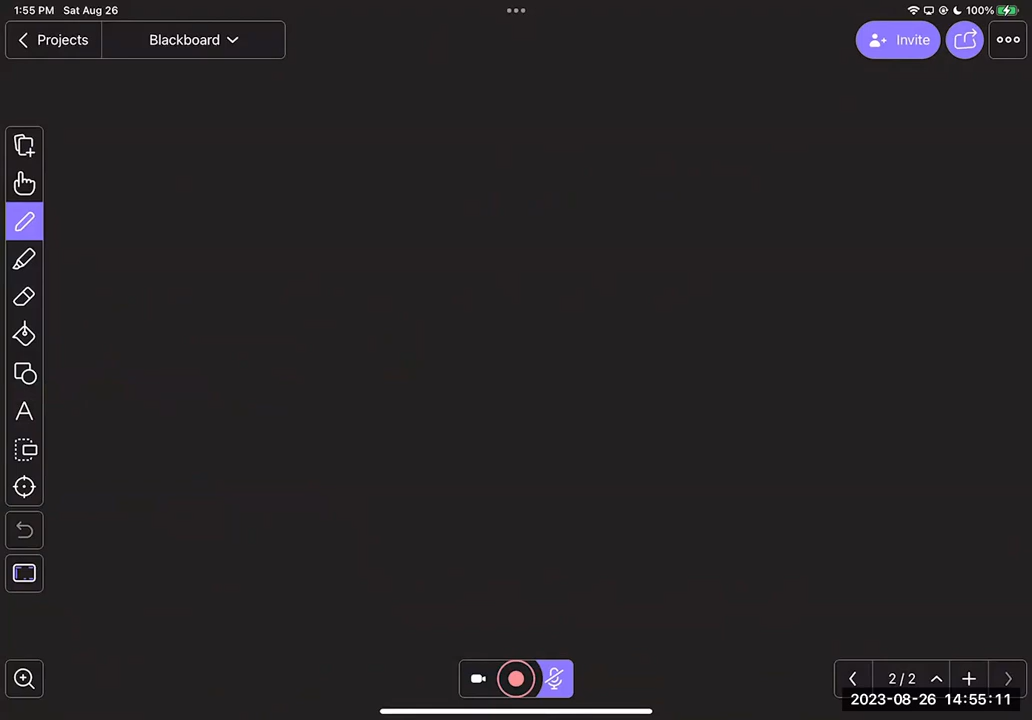 1:55 PM Sat Aug 26
100%
Projects
Blackboard
Invite
A
2/2
2023-08-26 14:55:11